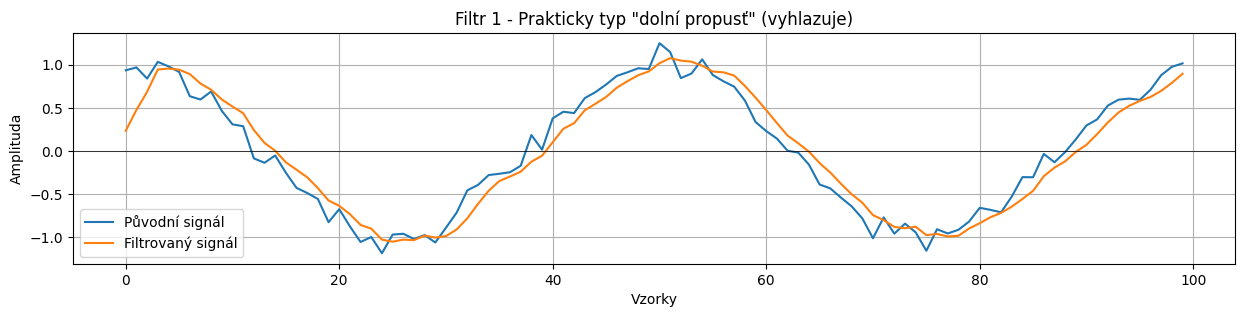 Filtr 1 - Prakticky typ "dolní propusť" (vyhlazuje)
Amplituda
1.0
0.5
0.0
−0.5
−1.0
Původní signál
Filtrovaný signál
0
20
40
60
80
100
Vzorky